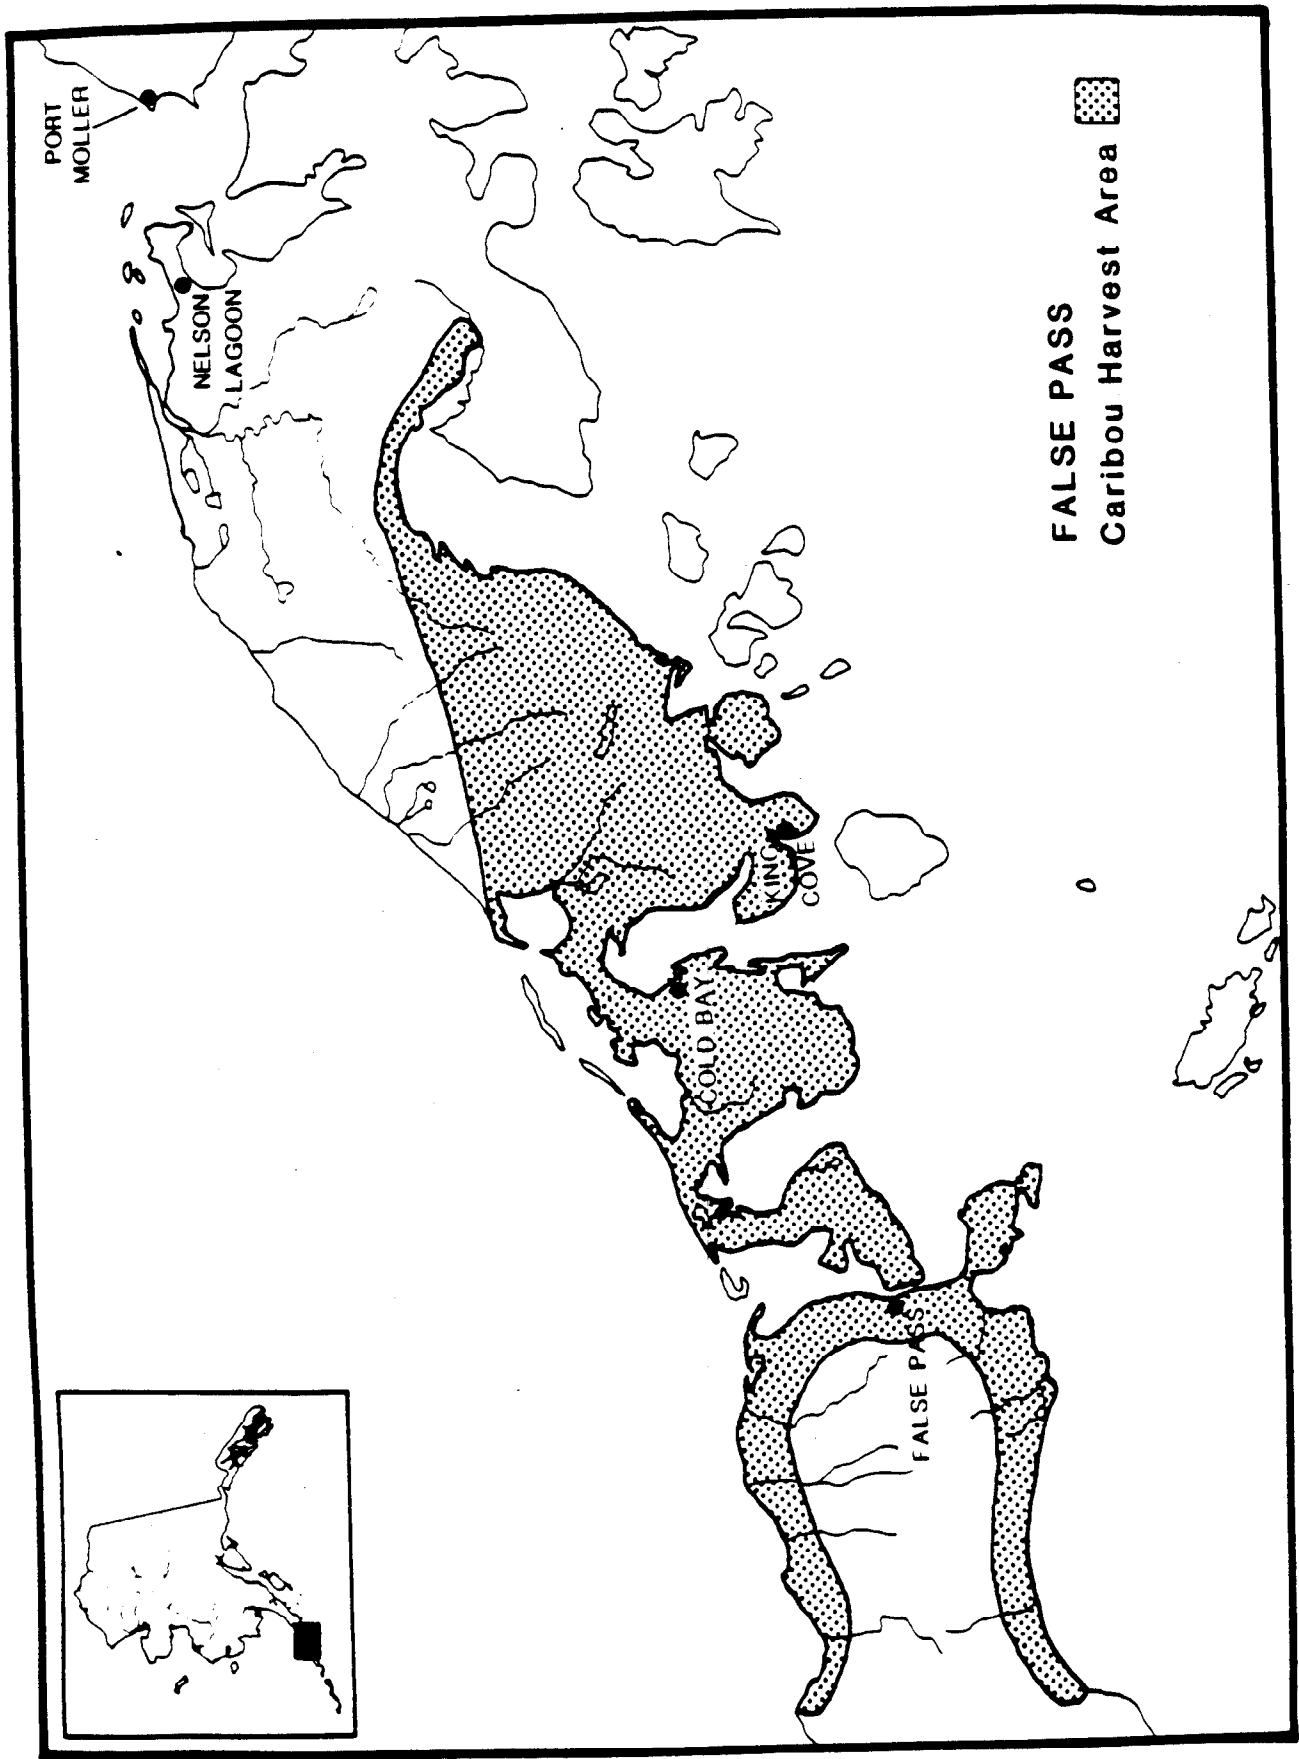 PORT
MOLLER
NELSON
LAGOON
KING
COVE
COLD BAY
FALSE PASS
FALSE PASS
Caribou Harvest Area